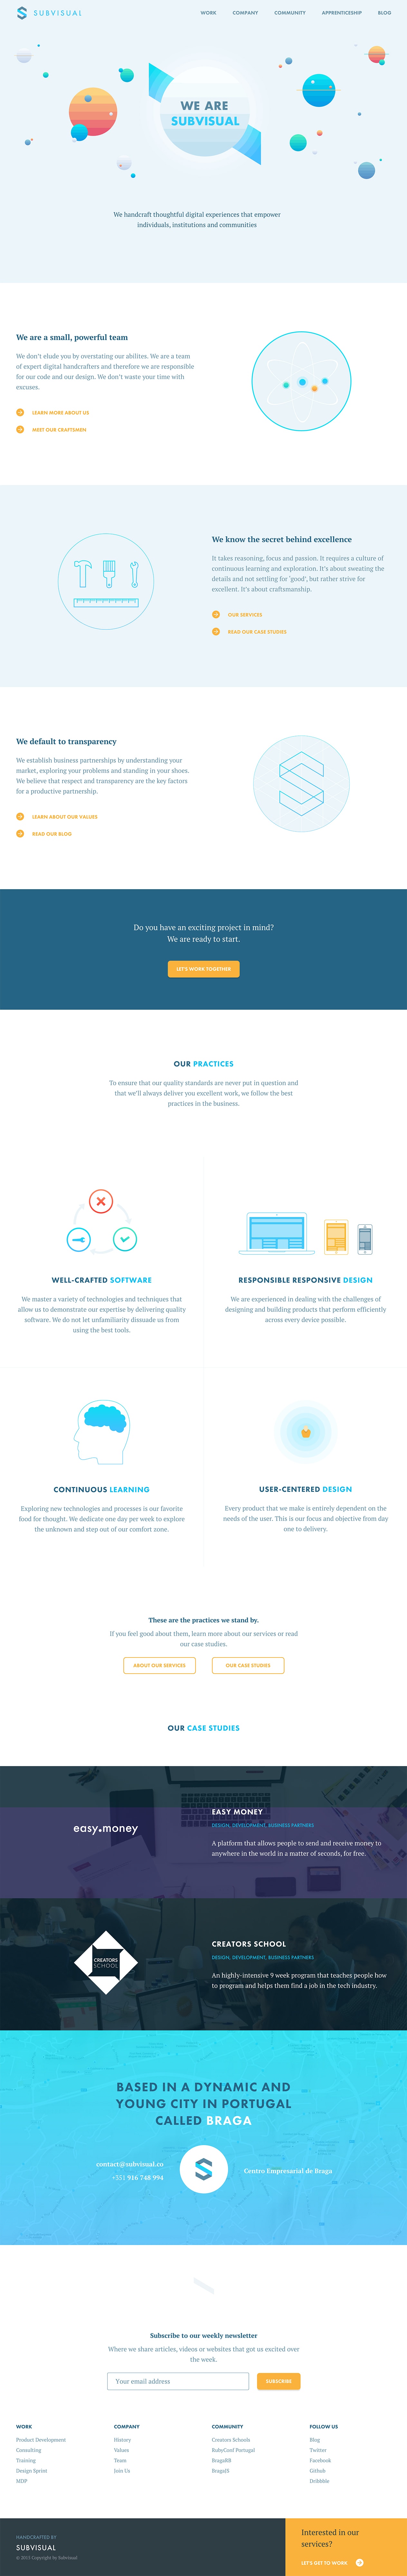 SUBVISUAL
WORK COMPANY COMMUNITY APPRENTICESHIP BLOG
WE ARE
SUBVISUAL
We handcraft thoughtful digital experiences that empower
individuals, institutions and communities
We are a small, powerful team
We don't elude you by overstating our abilites. We are a team
of expert digital handcrafters and therefore we are responsible
for our code and our design. We don't waste your time with
excuses.
LEARN MORE ABOUT US
MEET OUR CRAFTSMEN
We know the secret behind excellence
It takes reasoning, focus and passion. It requires a culture of
continuous learning and exploration. It's about sweating the
details and not settling for 'good', but rather strive for
excellent. It's about craftsmanship.
OUR SERVICES
READ OUR CASE STUDIES
We default to transparency
We establish business partnerships by understanding your
market, exploring your problems and standing in your shoes.
We believe that respect and transparency are the key factors
for a productive partnership.
LEARN ABOUT OUR VALUES
READ OUR BLOG
Do you have an exciting project in mind?
We are ready to start.
LET'S WORK TOGETHER
OUR PRACTICES
To ensure that our quality standards are never put in question and
that we'll always deliver you excellent work, we follow the best
practices in the business.
WELL-CRAFTED SOFTWARE
We master a variety of technologies and techniques that
allow us to demonstrate our expertise by delivering quality
software. We do not let unfamiliarity dissuade us from
using the best tools.
RESPONSIBLE RESPONSIVE DESIGN
We are experienced in dealing with the challenges of
designing and building products that perform efficiently
across every device possible.
CONTINUOUS LEARNING
Exploring new technologies and processes is our favorite
food for thought. We dedicate one day per week to explore
the unknown and step out of our comfort zone.
USER-CENTERED DESIGN
Every product that we make is entirely dependent on the
needs of the user. This is our focus and objective from day
one to delivery.
These are the practices we stand by.
If you feel good about them, learn more about our services or read
our case studies.
ABOUT OUR SERVICES
OUR CASE STUDIES
OUR CASE STUDIES
easy.money
EASY MONEY
DESIGN, DEVELOPMENT, BUSINESS PARTNERS
A platform that allows people to send and receive money to
anywhere in the world in a matter of seconds, for free.
CREATORS
SCHOOL
CREATORS SCHOOL
DESIGN, DEVELOPMENT, BUSINESS PARTNERS
An highly-intensive 9 week program that teaches people how
to program and helps them find a job in the tech industry.
BASED IN A DYNAMIC AND
YOUNG CITY IN PORTUGAL
CALLED BRAGA
contact@subvisual.co
+351 916 748 994
Centro Empresarial de Braga
Subscribe to our weekly newsletter
Where we share articles, videos or websites that got us excited over
the week.
Your email address
SUBSCRIBE
WORK
Product Development
Consulting
Training
Design Sprint
MDP
COMPANY
History
Values
Team
Join Us
COMMUNITY
Creators Schools
RubyConf Portugal
BragaRB
BragaJS
FOLLOW US
Blog
Twitter
Facebook
Github
Dribbble
HANDCRAFTED BY
SUBVISUAL
© 2015 Copyright by Subvisual
Interested in our
services?
LET'S GET TO WORK